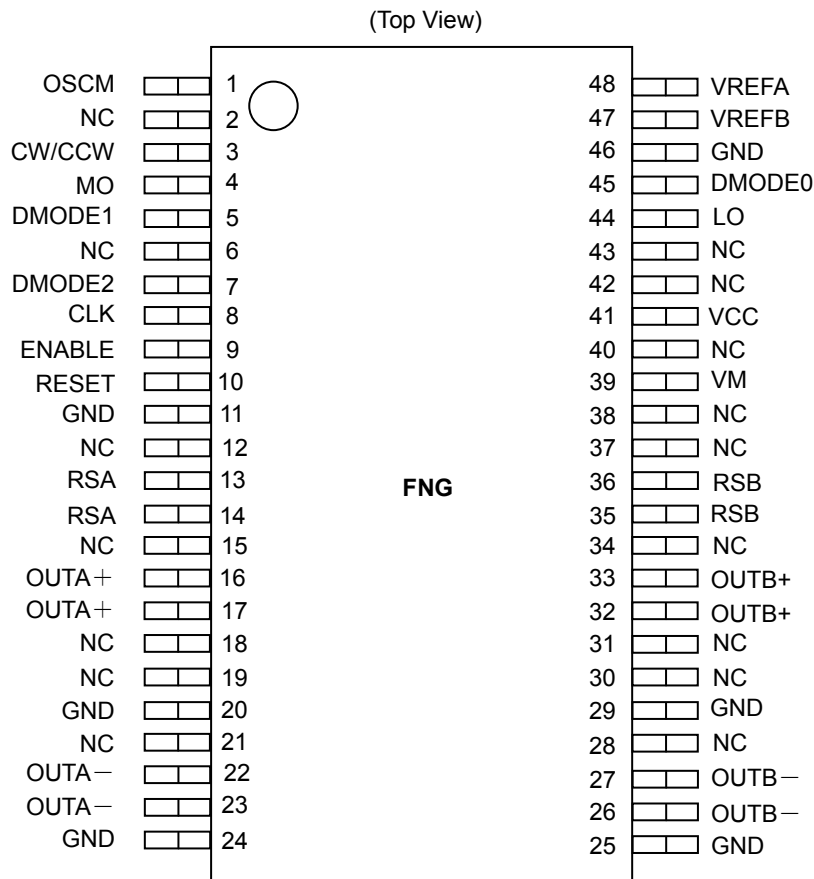 (Top View)
OSCM 1 48 VREFA
NC 2 47 VREFB
CW/CCW 3 46 GND
MO 4 45 DMODE0
DMODE1 5 44 LO
NC 6 43 NC
DMODE2 7 42 NC
CLK 8 41 VCC
ENABLE 9 40 NC
RESET 10 39 VM
GND 11 38 NC
NC 12 37 NC
RSA 13 36 RSB
FNG
RSA 14 35 RSB
NC 15 34 NC
OUTA+ 16 33 OUTB+
OUTA+ 17 32 OUTB+
NC 18 31 NC
NC 19 30 NC
GND 20 29 GND
NC 21 28 NC
OUTA− 22 27 OUTB−
OUTA− 23 26 OUTB−
GND 24 25 GND